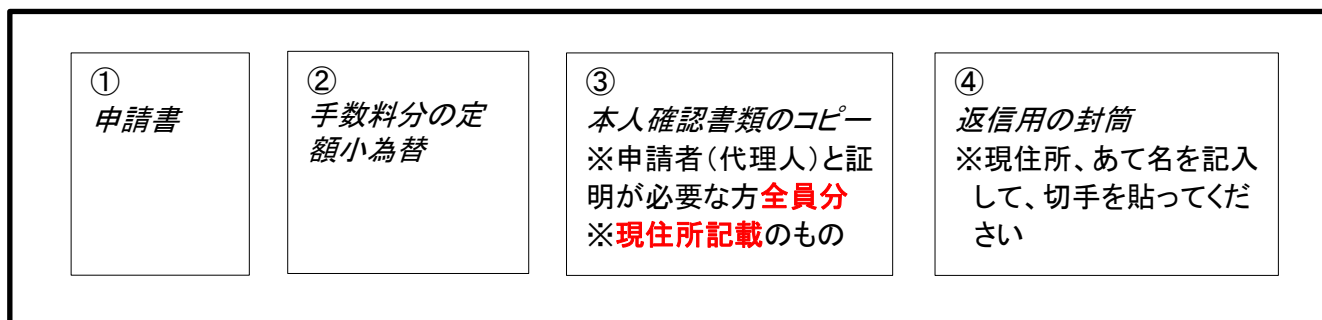 ①
申請書
②
手数料分の定
額小為替
③
本人確認書類のコピー
※申請者(代理人)と証
明が必要な方全員分
※現住所記載のもの
④
返信用の封筒
※現住所、あて名を記入
して、切手を貼ってくだ
さい